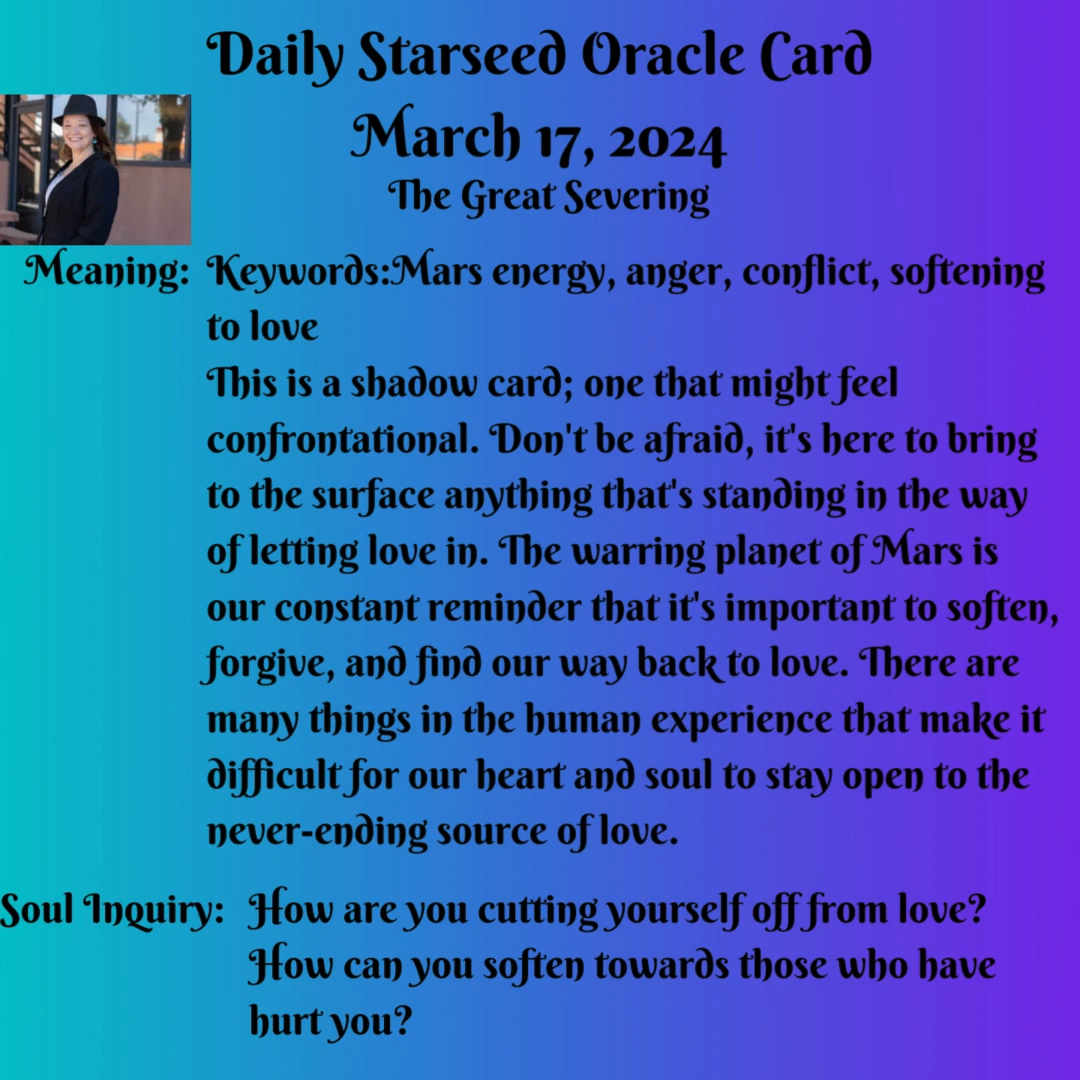 Daily Starseed Oracle Card
March 17, 2024
The Great Severing
Meaning: Keywords:Mars energy, anger, conflict, softening
to love
This is a shadow card; one that might feel
confrontational. Don't be afraid, it's here to bring
to the surface anything that's standing in the way
of letting love in. The warring planet of Mars is
our constant reminder that it's important to soften,
forgive, and find our way back to love. There are
many things in the human experience that make it
difficult for our heart and soul to stay open to the
never-ending source of love.
Soul Inquiry: How are you cutting yourself off from love?
How can you soften towards those who have
hurt you?